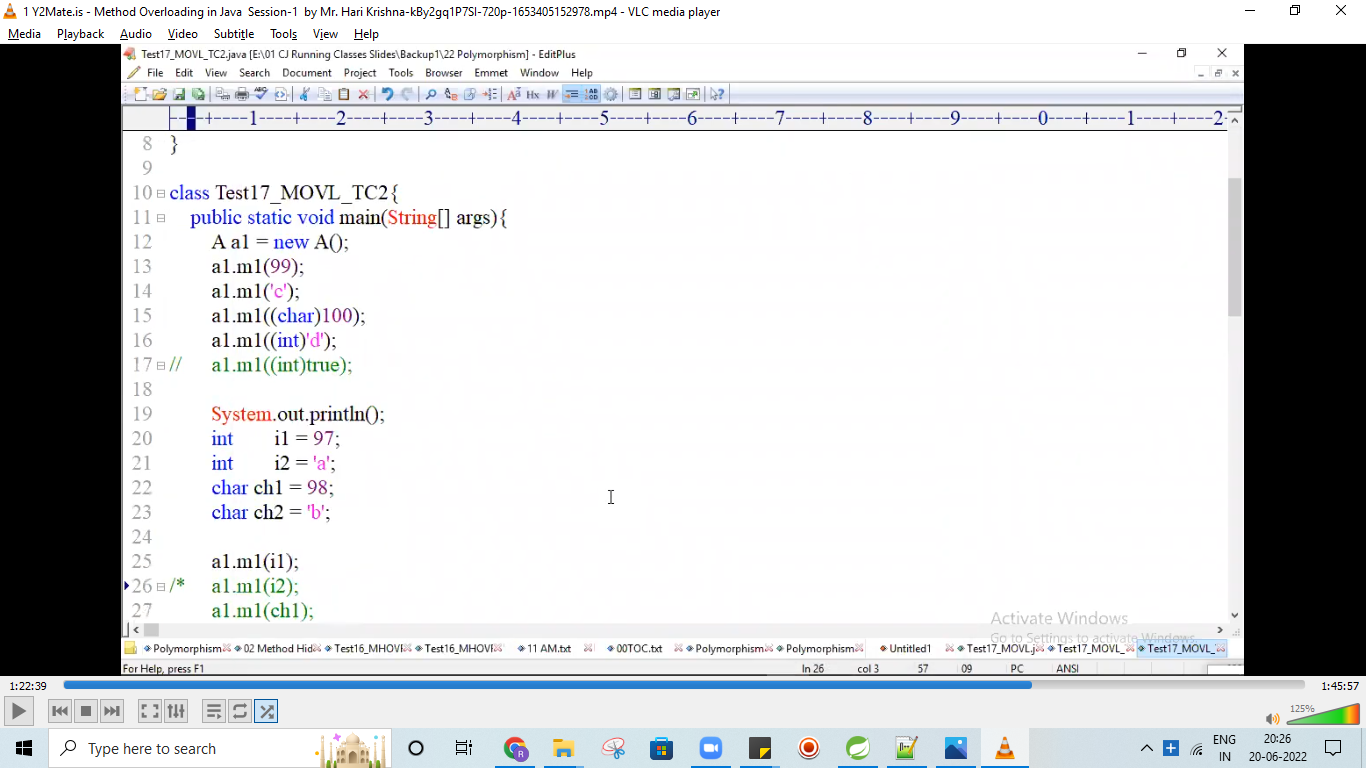 1 Y2Mate.is - Method Overloading in Java Session-1 by Mr. Hari Krishna-kBy2gq1P7SI-720p-1653405152978.mp4 - VLC media player
Media Playback Audio Video Subtitle Tools View Help
Test17_MOVL_TC2.java [E:\01 CJ Running Classes Slides\Backup1\22 Polymorphism] - EditPlus
File Edit View Search Document Project Tools Browser Emmet Window Help
----+----1----+----2----+----3----+----4----+----5----+----6----+----7----+----8----+----9----+----0----+----1----+----2-
8 }
9
10 class Test17_MOVL_TC2{
11 public static void main(String[] args){
12 A a1 = new A();
13 a1.m1(99);
14 a1.m1('c');
15 a1.m1((char)100);
16 a1.m1((int)'d');
17 // a1.m1((int)true);
18
19 System.out.println();
20 int i1 = 97;
21 int i2 = 'a';
22 char ch1 = 98;
23 char ch2 = 'b';
24
25 a1.m1(i1);
26 /* a1.m1(i2);
27 a1.m1(ch1);
Activate Windows
Go to Settings to activate Windows.
Polymorphism 02 Method Hid Test16_MHOVI Test16_MHOVI 11 AM.txt 00TOC.txt Polymorphism Polymorphism Untitled1 Test17_MOVL.j Test17_MOVL_ Test17_MOVL_
For Help, press F1 ln 26 col 3 57 09 PC ANSI
1:22:39 1:45:57
125%
Type here to search
ENG 20:26
IN 20-06-2022